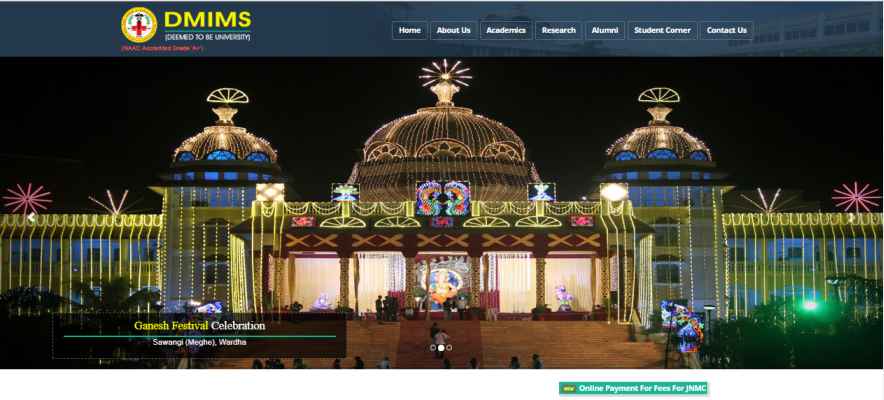 DMIMS
(DEEMED TO BE UNIVERSITY)
(NAAC Accredited Grade 'A+')
Home About Us Academics Research Alumni Student Corner Contact Us
Ganesh Festival Celebration
Sawangi (Meghe), Wardha
NEW Online Payment For Fees For JNMC